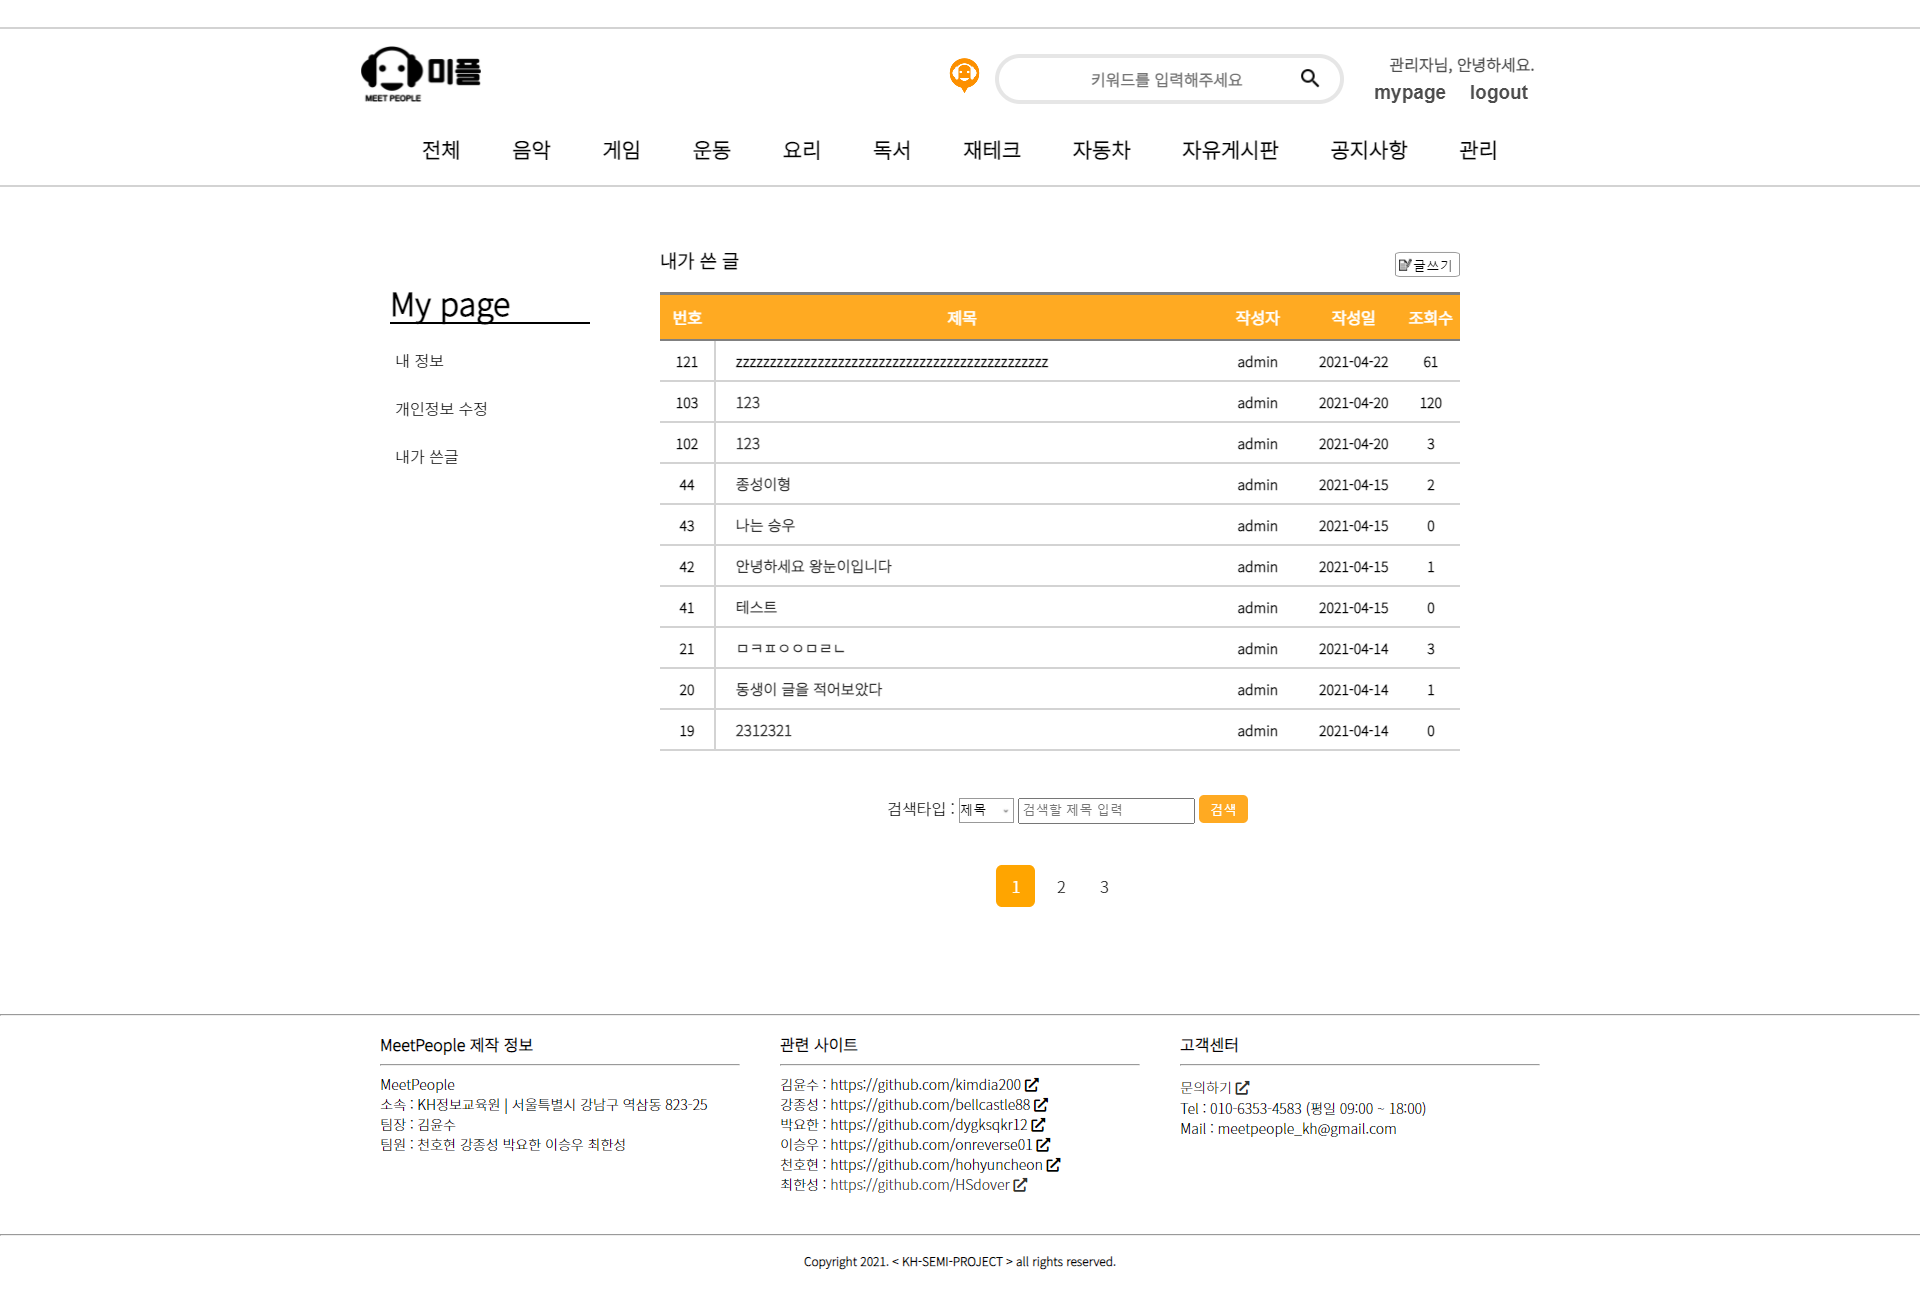 미플
MEET PEOPLE
키워드를 입력해주세요
관리자님, 안녕하세요.
mypage logout
전체 음악 게임 운동 요리 독서 재테크 자동차 자유게시판 공지사항 관리
My page
내 정보
개인정보 수정
내가 쓴글
내가 쓴 글
글쓰기
번호 제목 작성자 작성일 조회수
121 zzzzzzzzzzzzzzzzzzzzzzzzzzzzzzzzzzzzzzzzzzzzzz admin 2021-04-22 61
103 123 admin 2021-04-20 120
102 123 admin 2021-04-20 3
44 종성이형 admin 2021-04-15 2
43 나는 승우 admin 2021-04-15 0
42 안녕하세요 왕눈이입니다 admin 2021-04-15 1
41 테스트 admin 2021-04-15 0
21 ㅁㅋㅍㅇㅇㅁㄹㄴ admin 2021-04-14 3
20 동생이 글을 적어보았다 admin 2021-04-14 1
19 2312321 admin 2021-04-14 0
검색타입 : 제목 검색할 제목 입력 검색
1 2 3
MeetPeople 제작 정보
MeetPeople
소속 : KH정보교육원 | 서울특별시 강남구 역삼동 823-25
팀장 : 김윤수
팀원 : 천호현 강종성 박요한 이승우 최한성
관련 사이트
김윤수 : https://github.com/kimdia200
강종성 : https://github.com/bellcastle88
박요한 : https://github.com/dygksqkr12
이승우 : https://github.com/onreverse01
천호현 : https://github.com/hohyuncheon
최한성 : https://github.com/HSdover
고객센터
문의하기
Tel : 010-6353-4583 (평일 09:00 ~ 18:00)
Mail : meetpeople_kh@gmail.com
Copyright 2021. < KH-SEMI-PROJECT > all rights reserved.